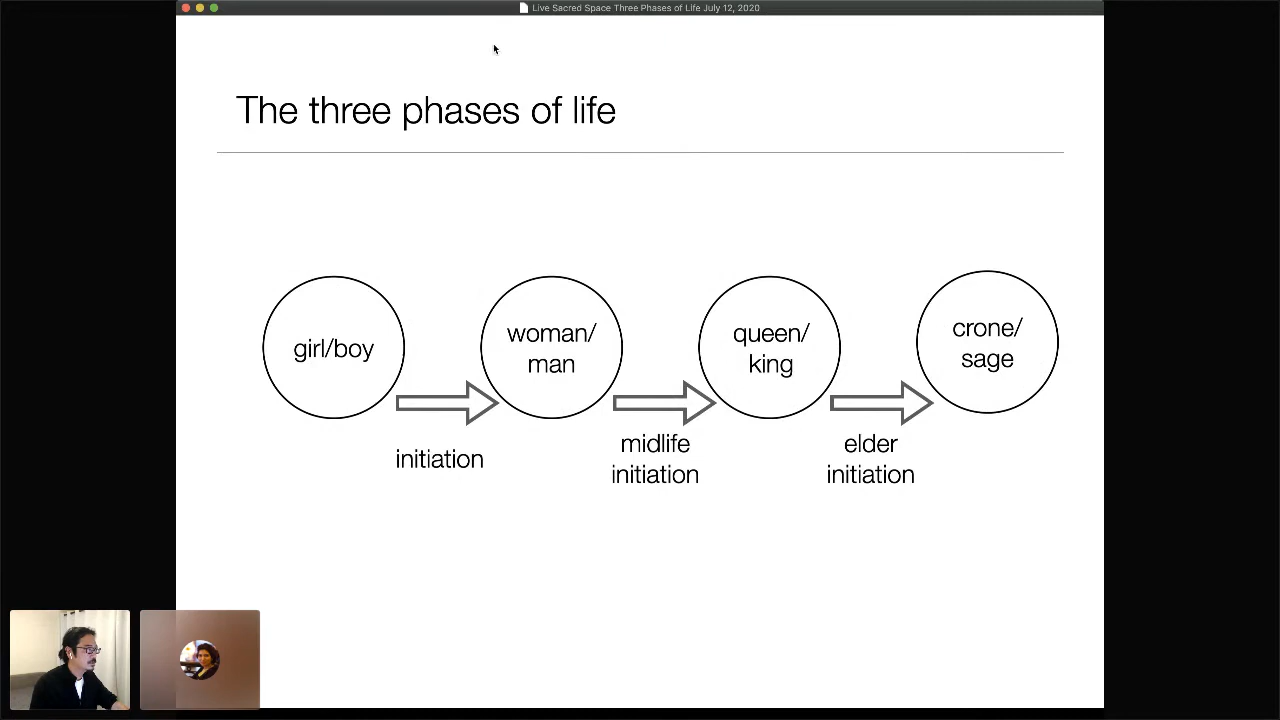 Live Sacred Space Three Phases of Life July 12, 2020
The three phases of life
girl/boy
woman/
man
queen/
king
crone/
sage
initiation
midlife
initiation
elder
initiation